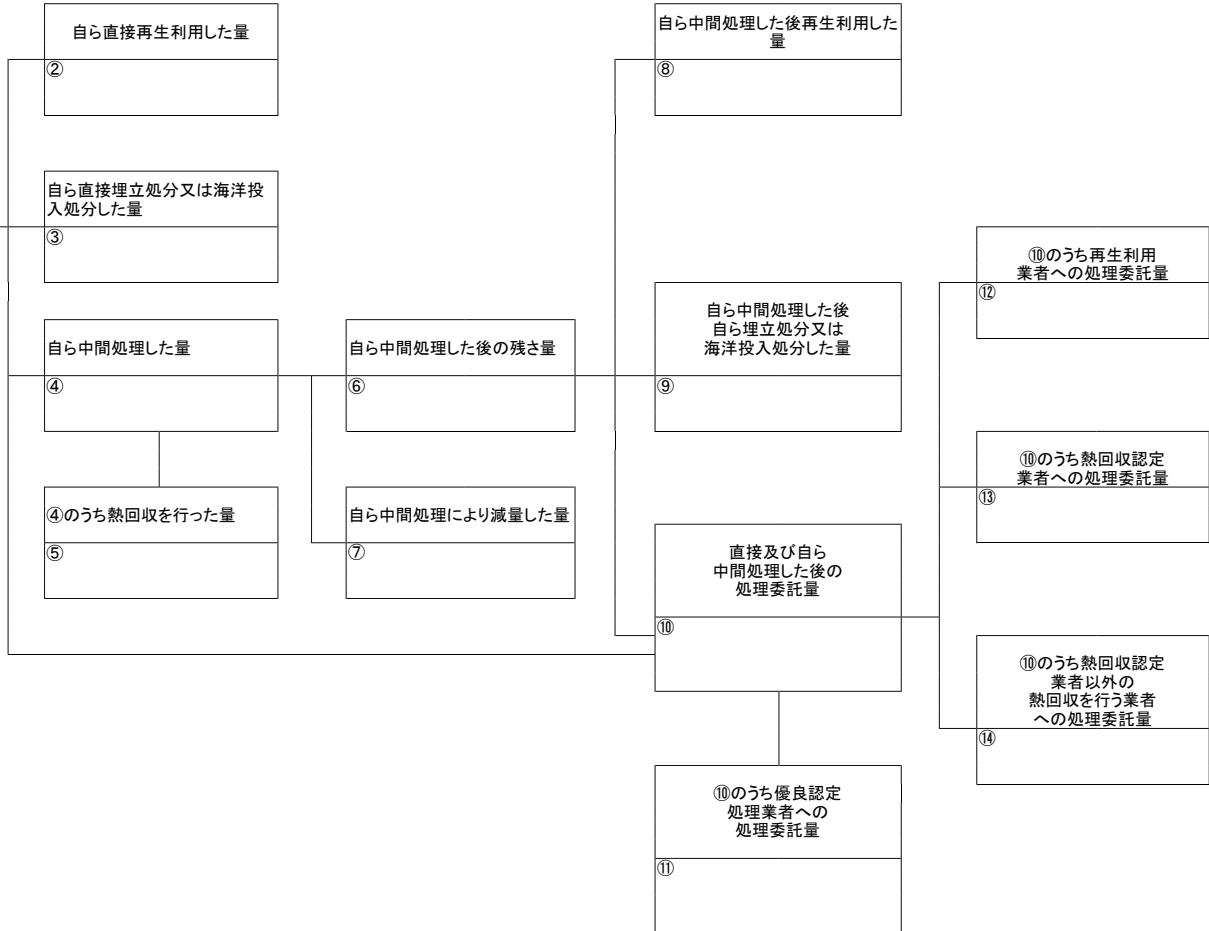 自ら直接再生利用した量
②
自ら直接埋立処分又は海洋投
入処分した量
③
自ら中間処理した量
④
④のうち熱回収を行った量
⑤
自ら中間処理した後の残さ量
⑥
自ら中間処理により減量した量
⑦
自ら中間処理した後再生利用した
量
⑧
自ら中間処理した後
自ら埋立処分又は
海洋投入処分した量
⑨
直接及び自ら
中間処理した後の
処理委託量
⑩
⑩のうち優良認定
処理業者への
処理委託量
⑪
⑩のうち再生利用
業者への処理委託量
⑫
⑩のうち熱回収認定
業者への処理委託量
⑬
⑩のうち熱回収認定
業者以外の
熱回収を行う業者
への処理委託量
⑭